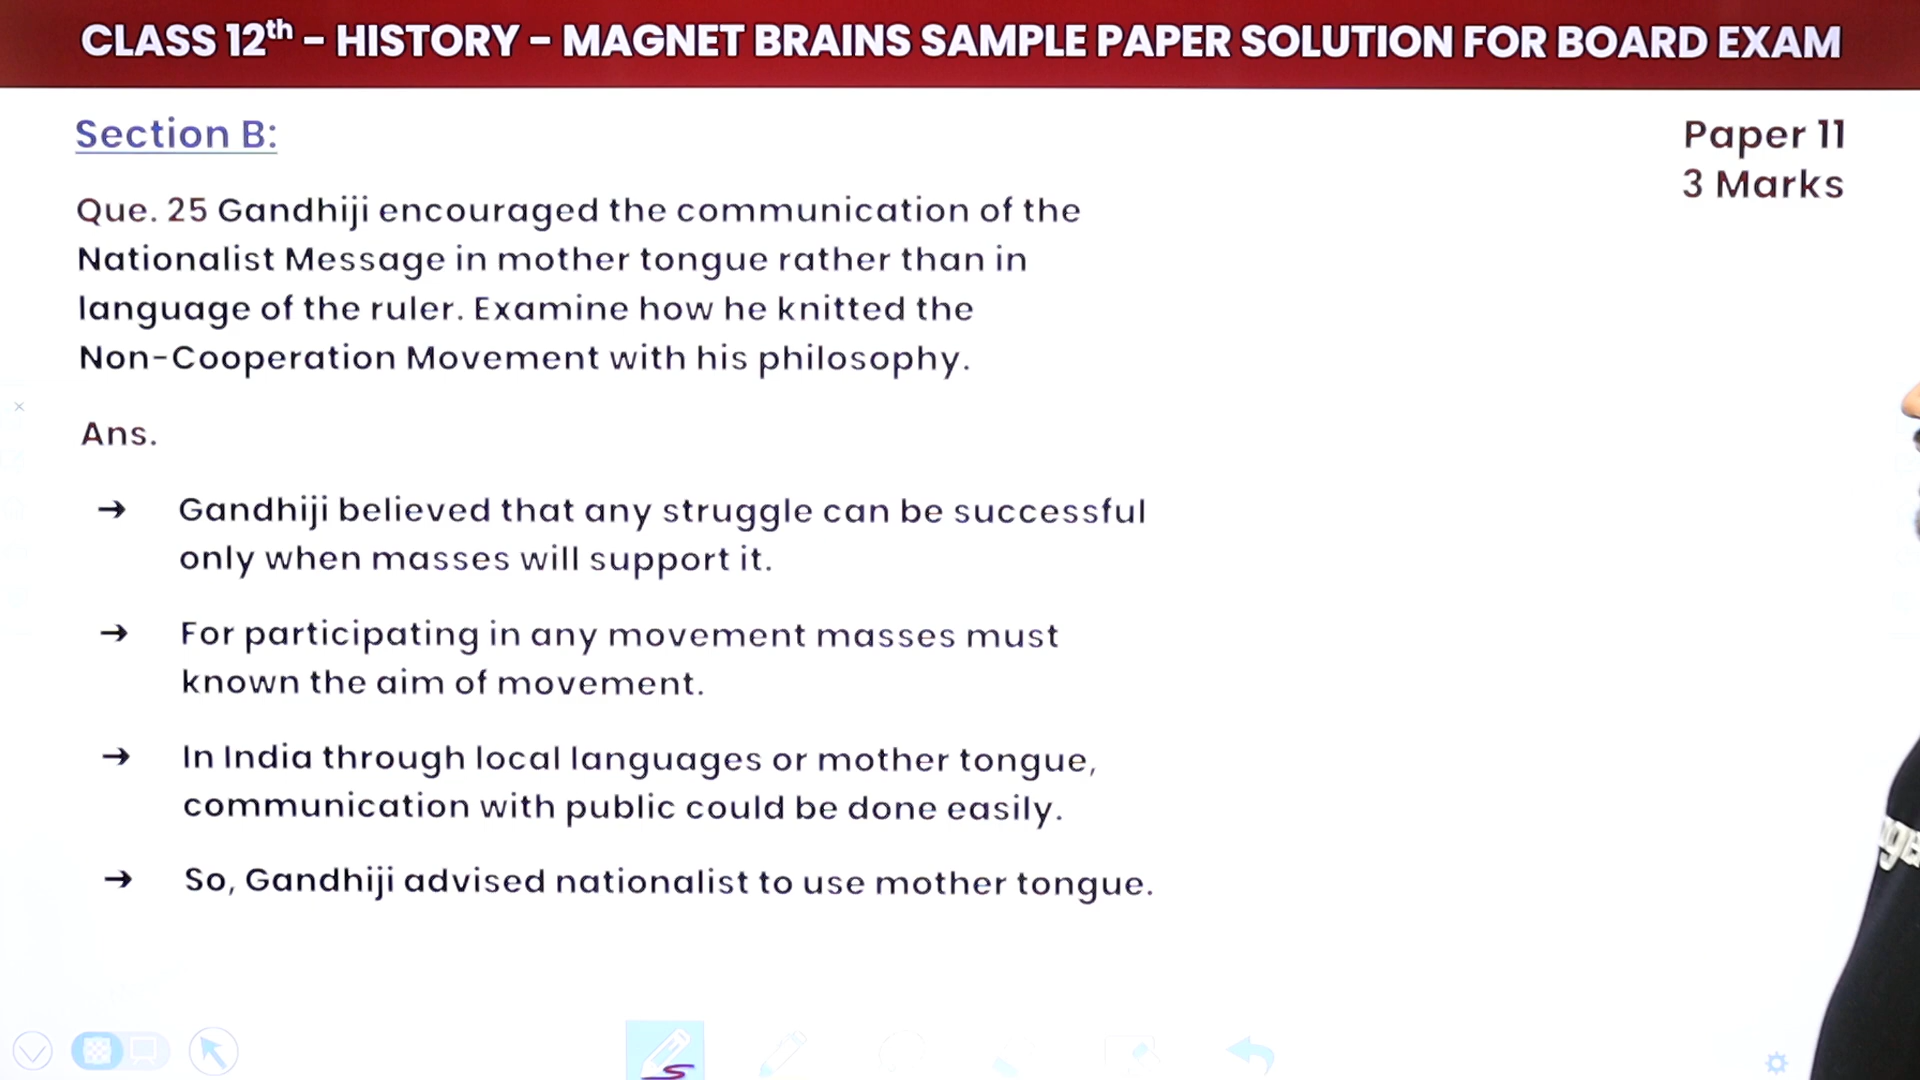 CLASS 12th - HISTORY - MAGNET BRAINS SAMPLE PAPER SOLUTION FOR BOARD EXAM
Section B:
Paper 11
3 Marks
Que. 25 Gandhiji encouraged the communication of the
Nationalist Message in mother tongue rather than in
language of the ruler. Examine how he knitted the
Non-Cooperation Movement with his philosophy.
Ans.
→ Gandhiji believed that any struggle can be successful
only when masses will support it.
→ For participating in any movement masses must
known the aim of movement.
→ In India through local languages or mother tongue,
communication with public could be done easily.
→ So, Gandhiji advised nationalist to use mother tongue.